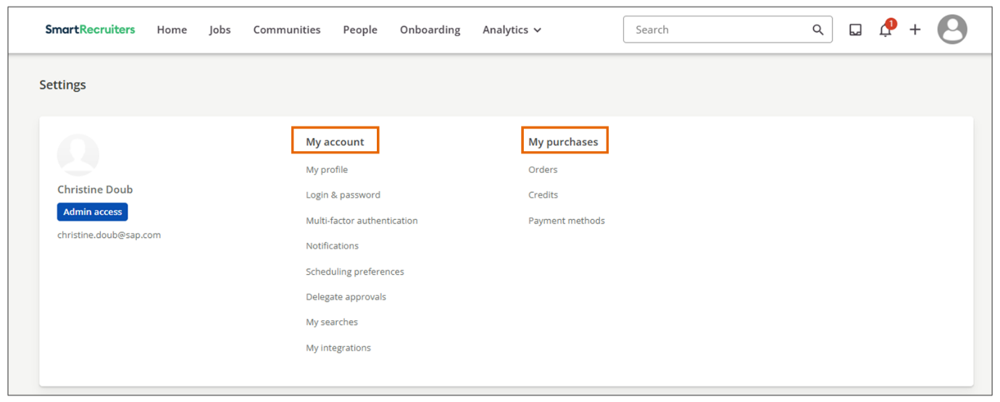 SmartRecruiters Home Jobs Communities People Onboarding Analytics Search 1
Settings
My account
My profile
Login & password
Multi-factor authentication
Notifications
Scheduling preferences
Delegate approvals
My searches
My integrations
My purchases
Orders
Credits
Payment methods
Christine Doub
Admin access
christine.doub@sap.com